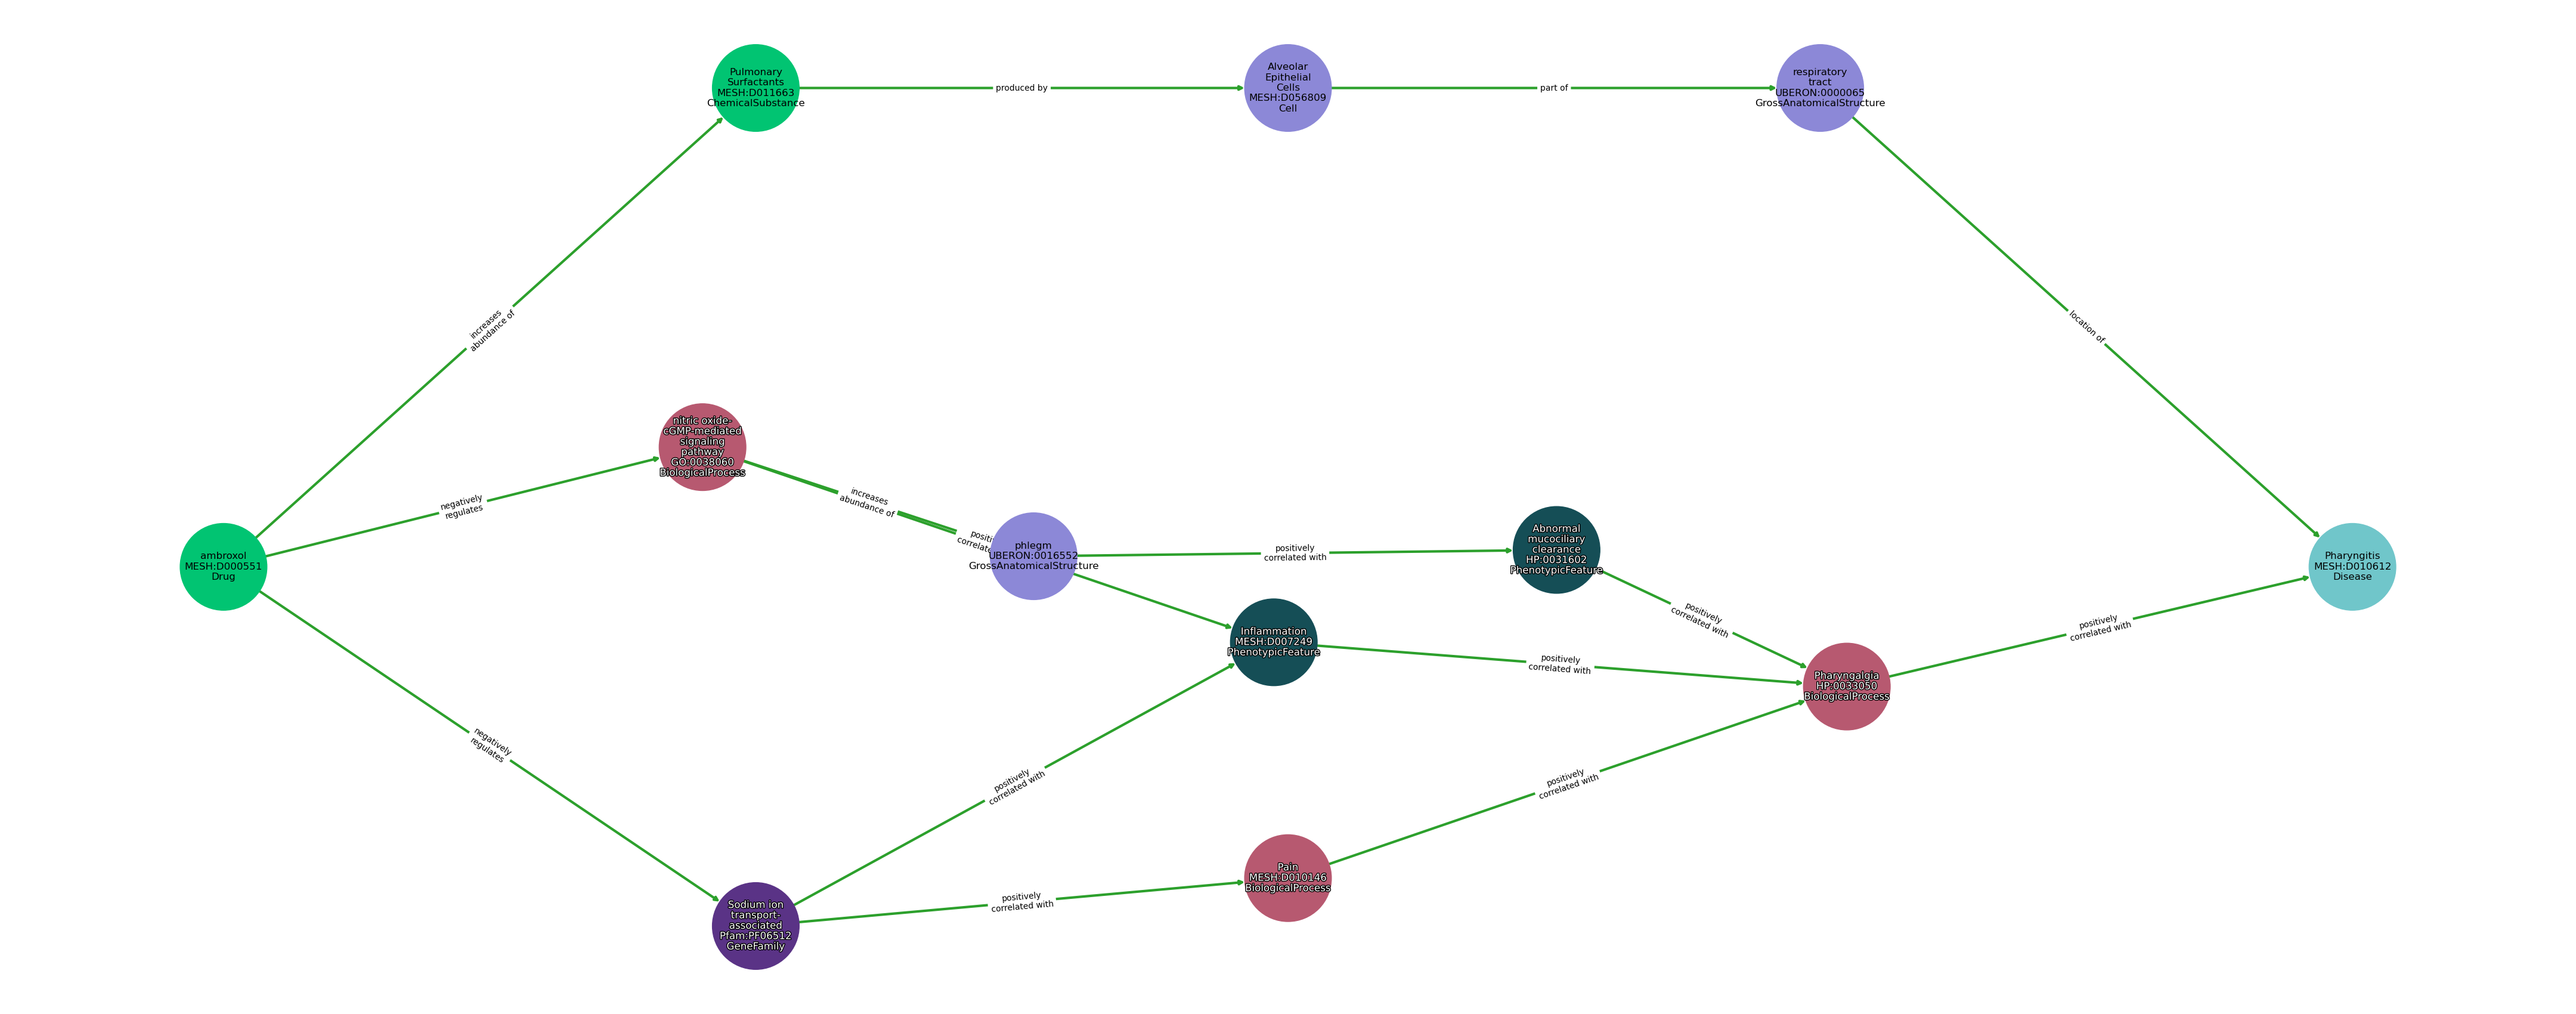 Pulmonary
Surfactants
MESH:D011663
ChemicalSubstance
produced by
Alveolar
Epithelial
Cells
MESH:D056809
Cell
part of
respiratory
tract
UBERON:0000065
GrossAnatomicalStructure
increases
abundance of
location of
nitric oxide-
cGMP-mediated
signaling
pathway
GO:0038060
BiologicalProcess
negatively
regulates
increases
abundance of
ambroxol
MESH:D000551
Drug
phlegm
UBERON:0016552
GrossAnatomicalStructure
positively
correlated with
Abnormal
mucociliary
clearance
HP:0031602
PhenotypicFeature
Pharyngitis
MESH:D010612
Disease
positively
correlated with
Inflammation
MESH:D007249
PhenotypicFeature
positively
correlated with
Pharyngalgia
HP:0033050
BiologicalProcess
positively
correlated with
negatively
regulates
positively
correlated with
positively
correlated with
Sodium ion
transport-
associated
Pfam:PF06512
GeneFamily
positively
correlated with
Pain
MESH:D010146
BiologicalProcess